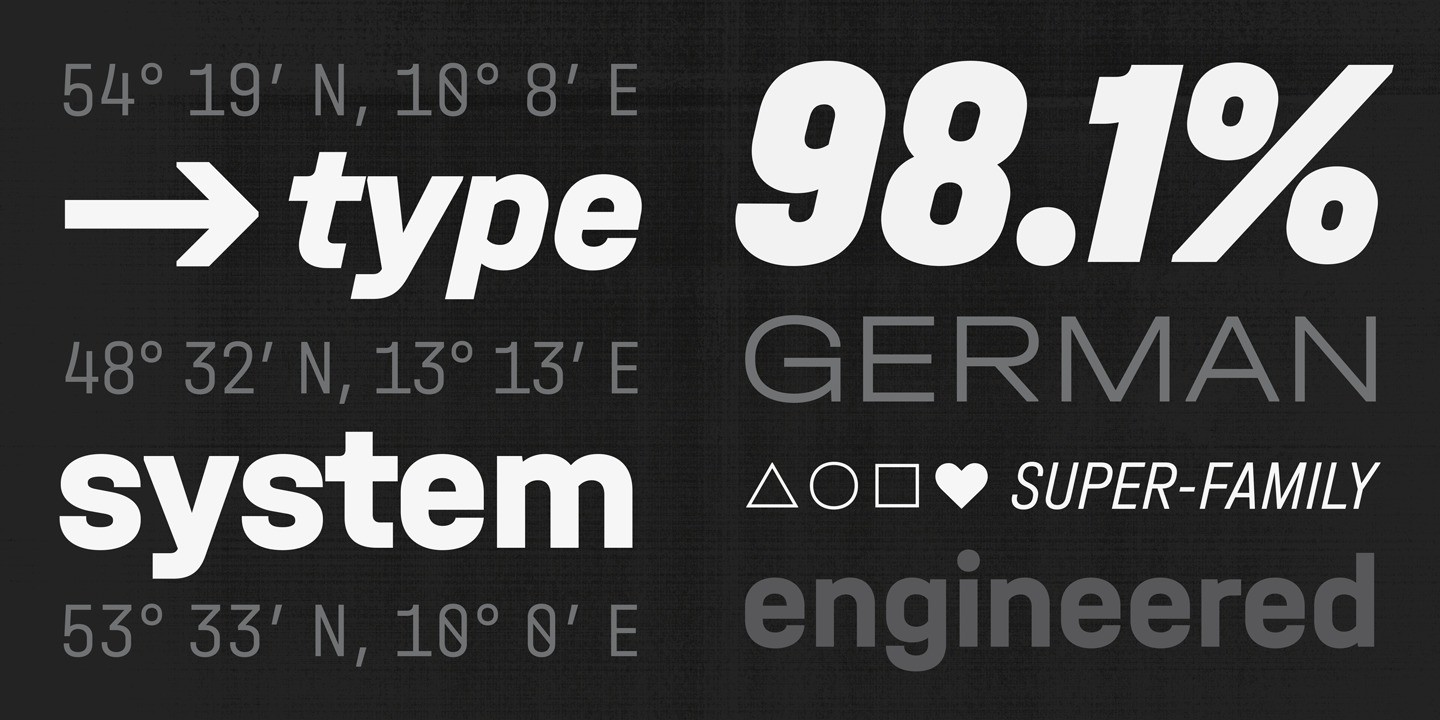 54° 19′ N, 10° 8′ E
→ type
48° 32′ N, 13° 13′ E
system
53° 33′ N, 10° 0′ E
98.1%
GERMAN
△○□♥ SUPER-FAMILY
engineered